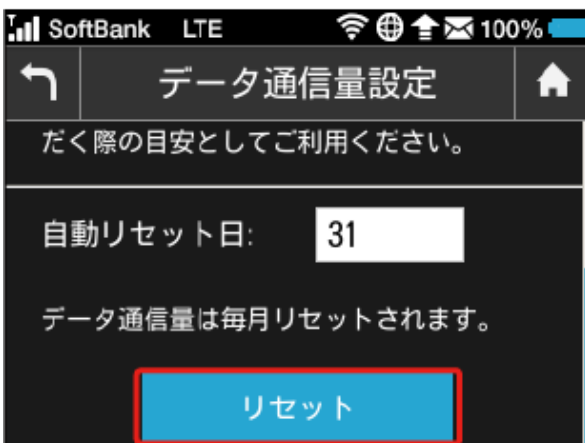 SoftBank LTE 100%
データ通信量設定
だく際の目安としてご利用ください。
自動リセット日: 31
データ通信量は毎月リセットされます。
リセット